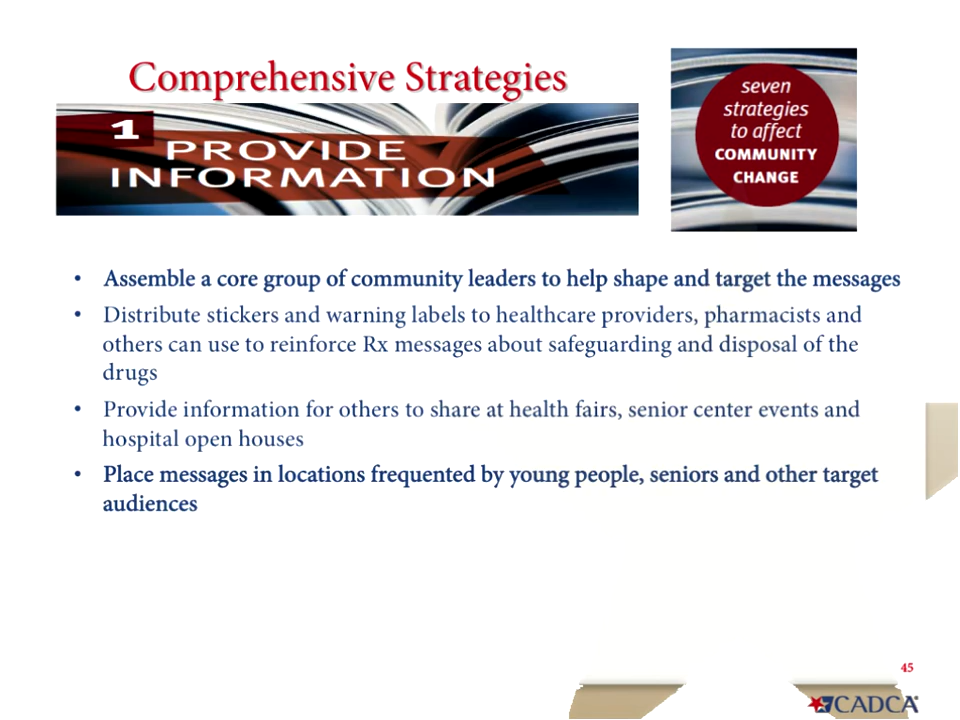 Comprehensive Strategies
1
PROVIDE
INFORMATION
seven
strategies
to affect
COMMUNITY
CHANGE
• Assemble a core group of community leaders to help shape and target the messages
• Distribute stickers and warning labels to healthcare providers, pharmacists and
others can use to reinforce Rx messages about safeguarding and disposal of the
drugs
• Provide information for others to share at health fairs, senior center events and
hospital open houses
• Place messages in locations frequented by young people, seniors and other target
audiences
45
CADCA